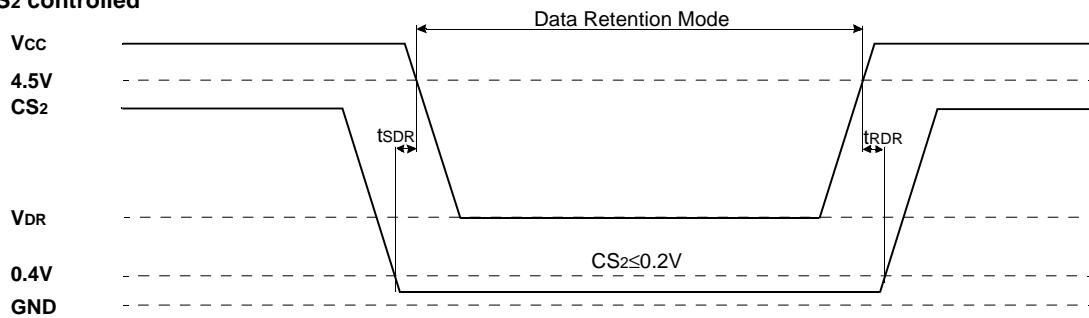 S2 controlled
Data Retention Mode
VCC
4.5V
CS2
tSDR
tRDR
VDR
CS2≤0.2V
0.4V
GND